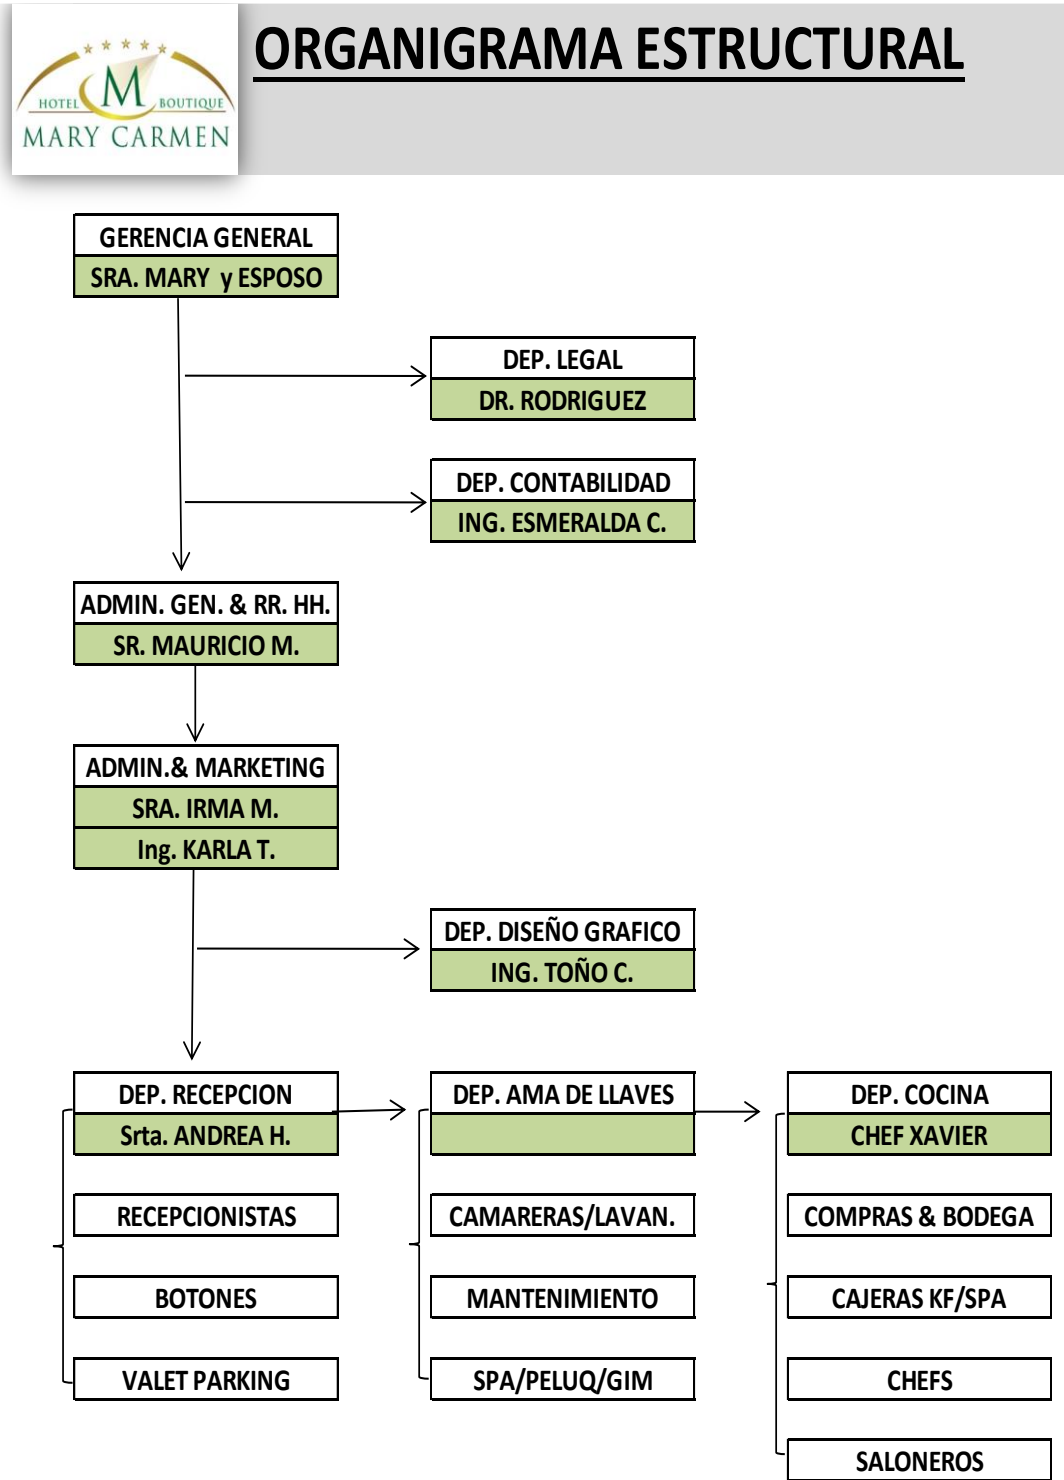 ORGANIGRAMA ESTRUCTURAL
HOTEL M BOUTIQUE
MARY CARMEN
GERENCIA GENERAL
SRA. MARY y ESPOSO
DEP. LEGAL
DR. RODRIGUEZ
DEP. CONTABILIDAD
ING. ESMERALDA C.
ADMIN. GEN. & RR. HH.
SR. MAURICIO M.
ADMIN.& MARKETING
SRA. IRMA M.
Ing. KARLA T.
DEP. DISEÑO GRAFICO
ING. TOÑO C.
DEP. RECEPCION
Srta. ANDREA H.
RECEPCIONISTAS
BOTONES
VALET PARKING
DEP. AMA DE LLAVES
CAMARERAS/LAVAN.
MANTENIMIENTO
SPA/PELUQ/GIM
DEP. COCINA
CHEF XAVIER
COMPRAS & BODEGA
CAJERAS KF/SPA
CHEFS
SALONEROS